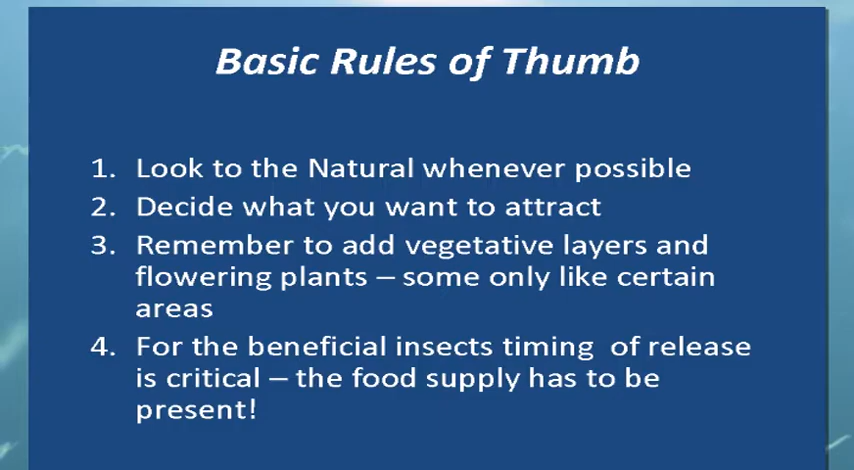 Basic Rules of Thumb
1. Look to the Natural whenever possible
2. Decide what you want to attract
3. Remember to add vegetative layers and
flowering plants – some only like certain
areas
4. For the beneficial insects timing  of release
is critical – the food supply has to be
present!